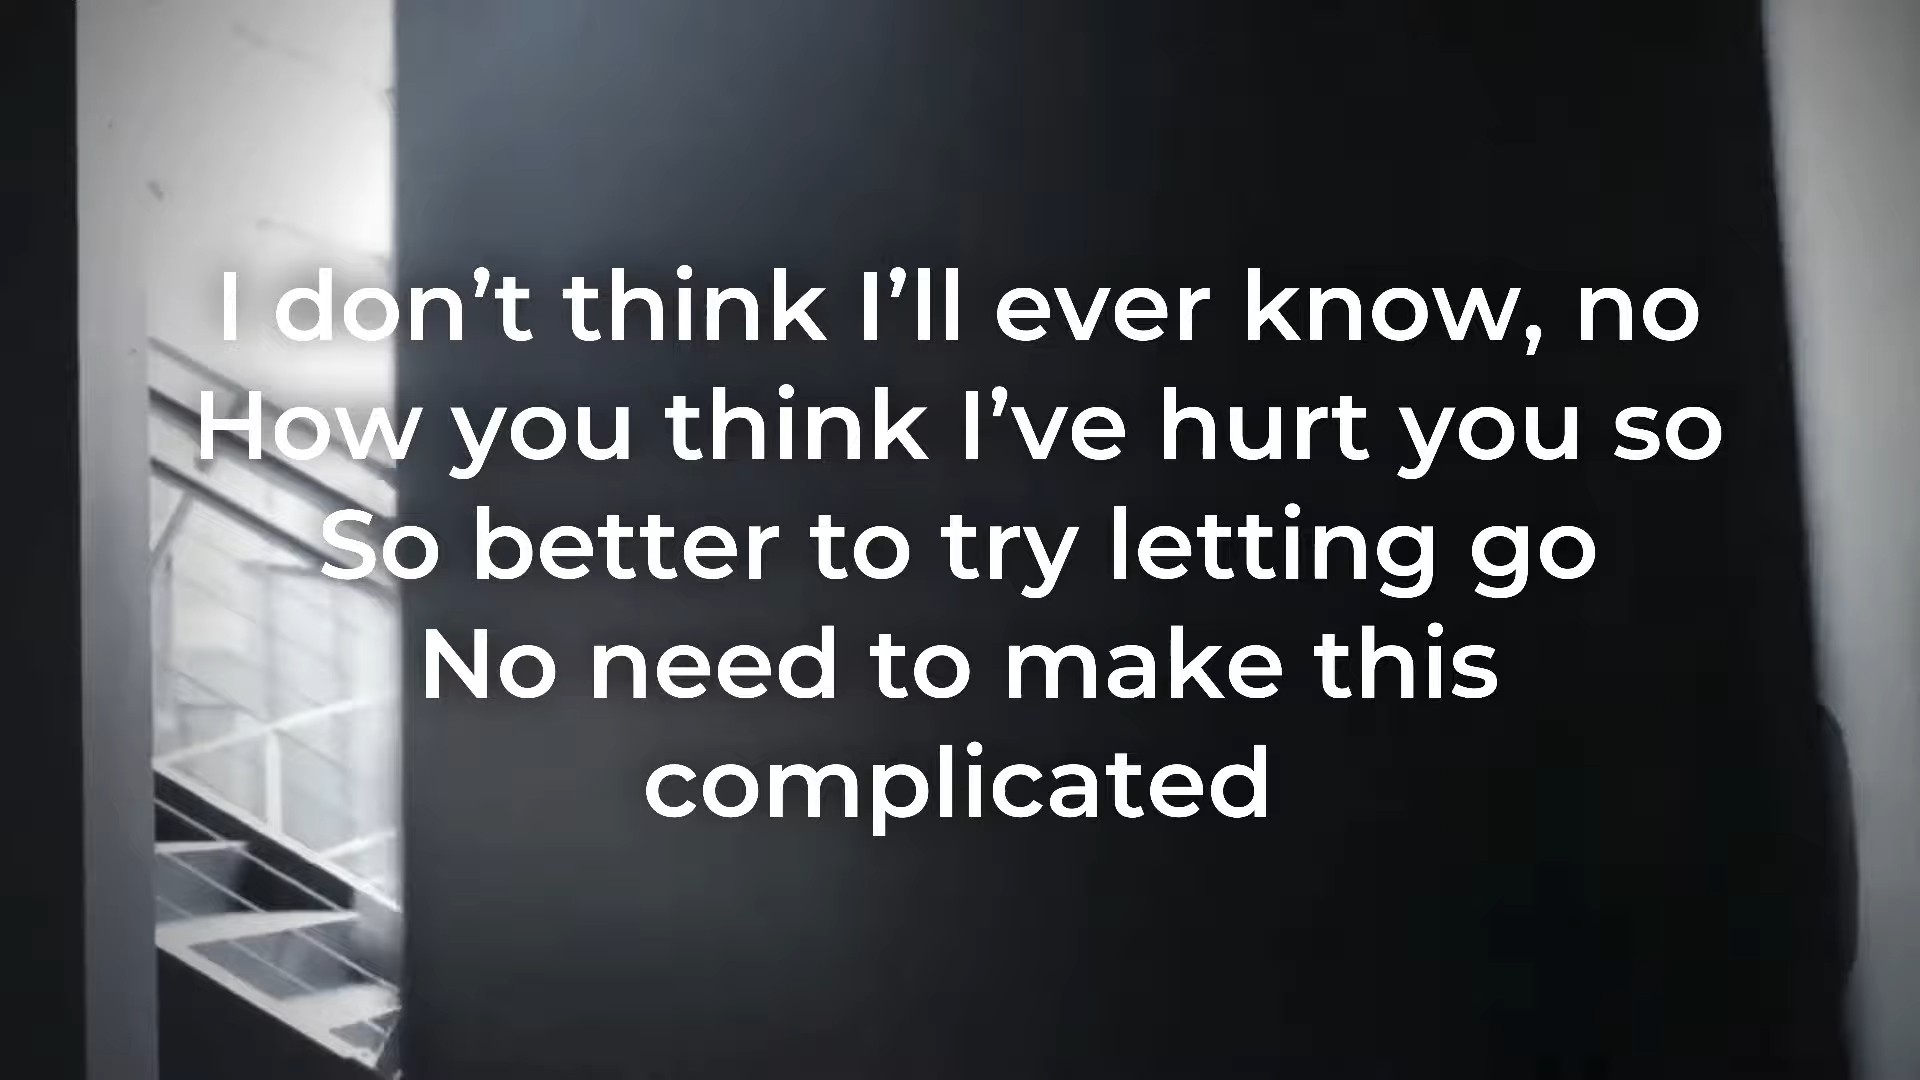 I don’t think I’ll ever know, no
How you think I’ve hurt you so
So better to try letting go
No need to make this
complicated